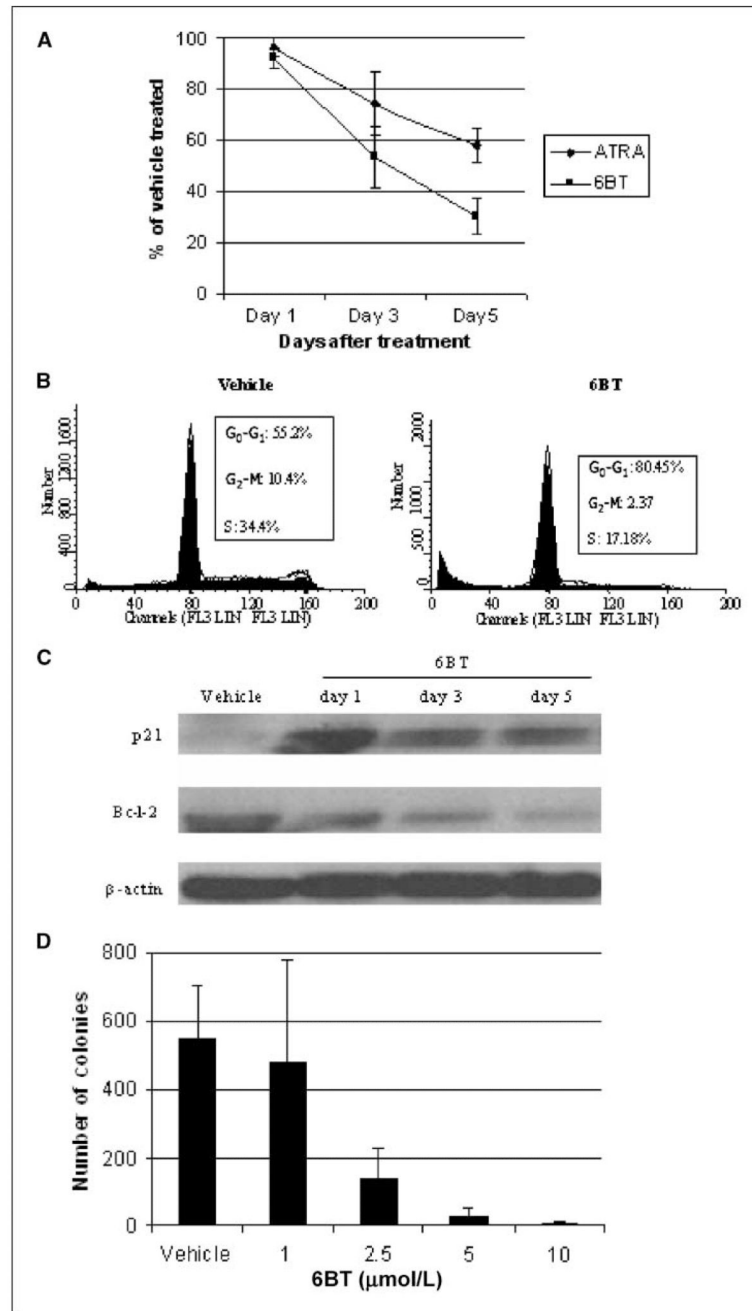 A
100
80
60
40
20
0
% of vehicle treated
Day 1 Day 3 Day5
Days after treatment
ATRA
6BT
B
Vehicle
Number
1600
1200
800
400
0
G₀-G₁: 55.2%
G₂-M: 10.4%
S: 34.4%
0 40 80 120 160 200
Channels (FL3 LIN FL3 LIN)
6BT
Number
2000
1500
1000
500
0
G₀-G₁: 80.45%
G₂-M: 2.37
S: 17.18%
0 40 80 120 160 200
Channels (FL3 LIN FL3 LIN)
C
6BT
Vehicle day 1 day 3 day 5
p21
Bcl-2
β-actin
D
800
600
400
200
0
Number of colonies
Vehicle 1 2.5 5 10
6BT (μmol/L)